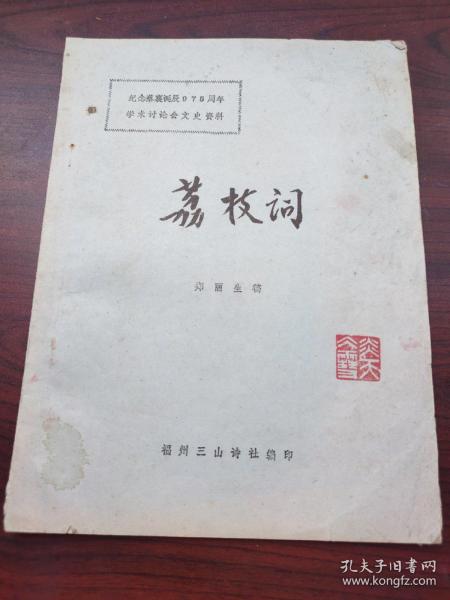 纪念蔡襄诞辰975周年
学术讨论会文史资料
荔枝词
郑丽生稿
福州三山诗社编印
孔夫子旧书网
www.kongfz.com